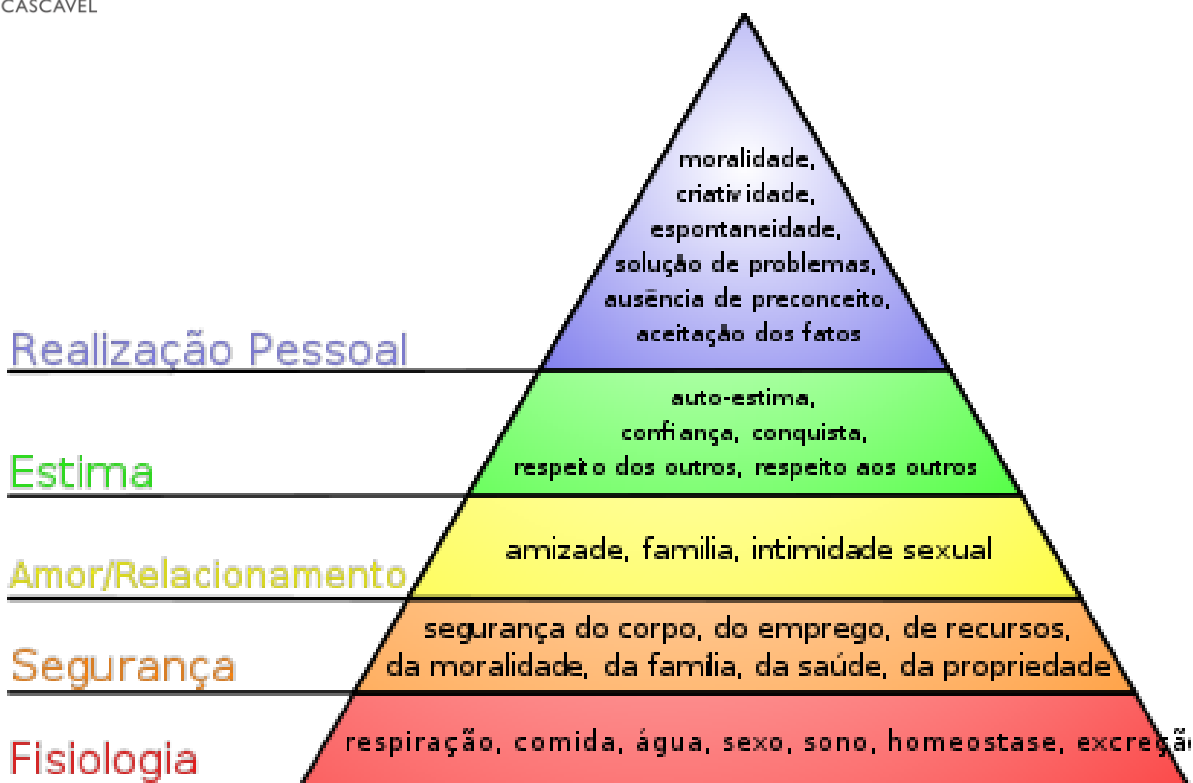 CASCAVEL
moralidade,
criatividade,
espontaneidade,
solução de problemas,
ausência de preconceito,
aceitação dos fatos
Realização Pessoal
auto-estima,
confiança, conquista,
respeito dos outros, respeito aos outros
Estima
amizade, família, intimidade sexual
Amor/Relacionamento
segurança do corpo, do emprego, de recursos,
da moralidade, da família, da saúde, da propriedade
Segurança
respiração, comida, água, sexo, sono, homeostase, excreção
Fisiologia